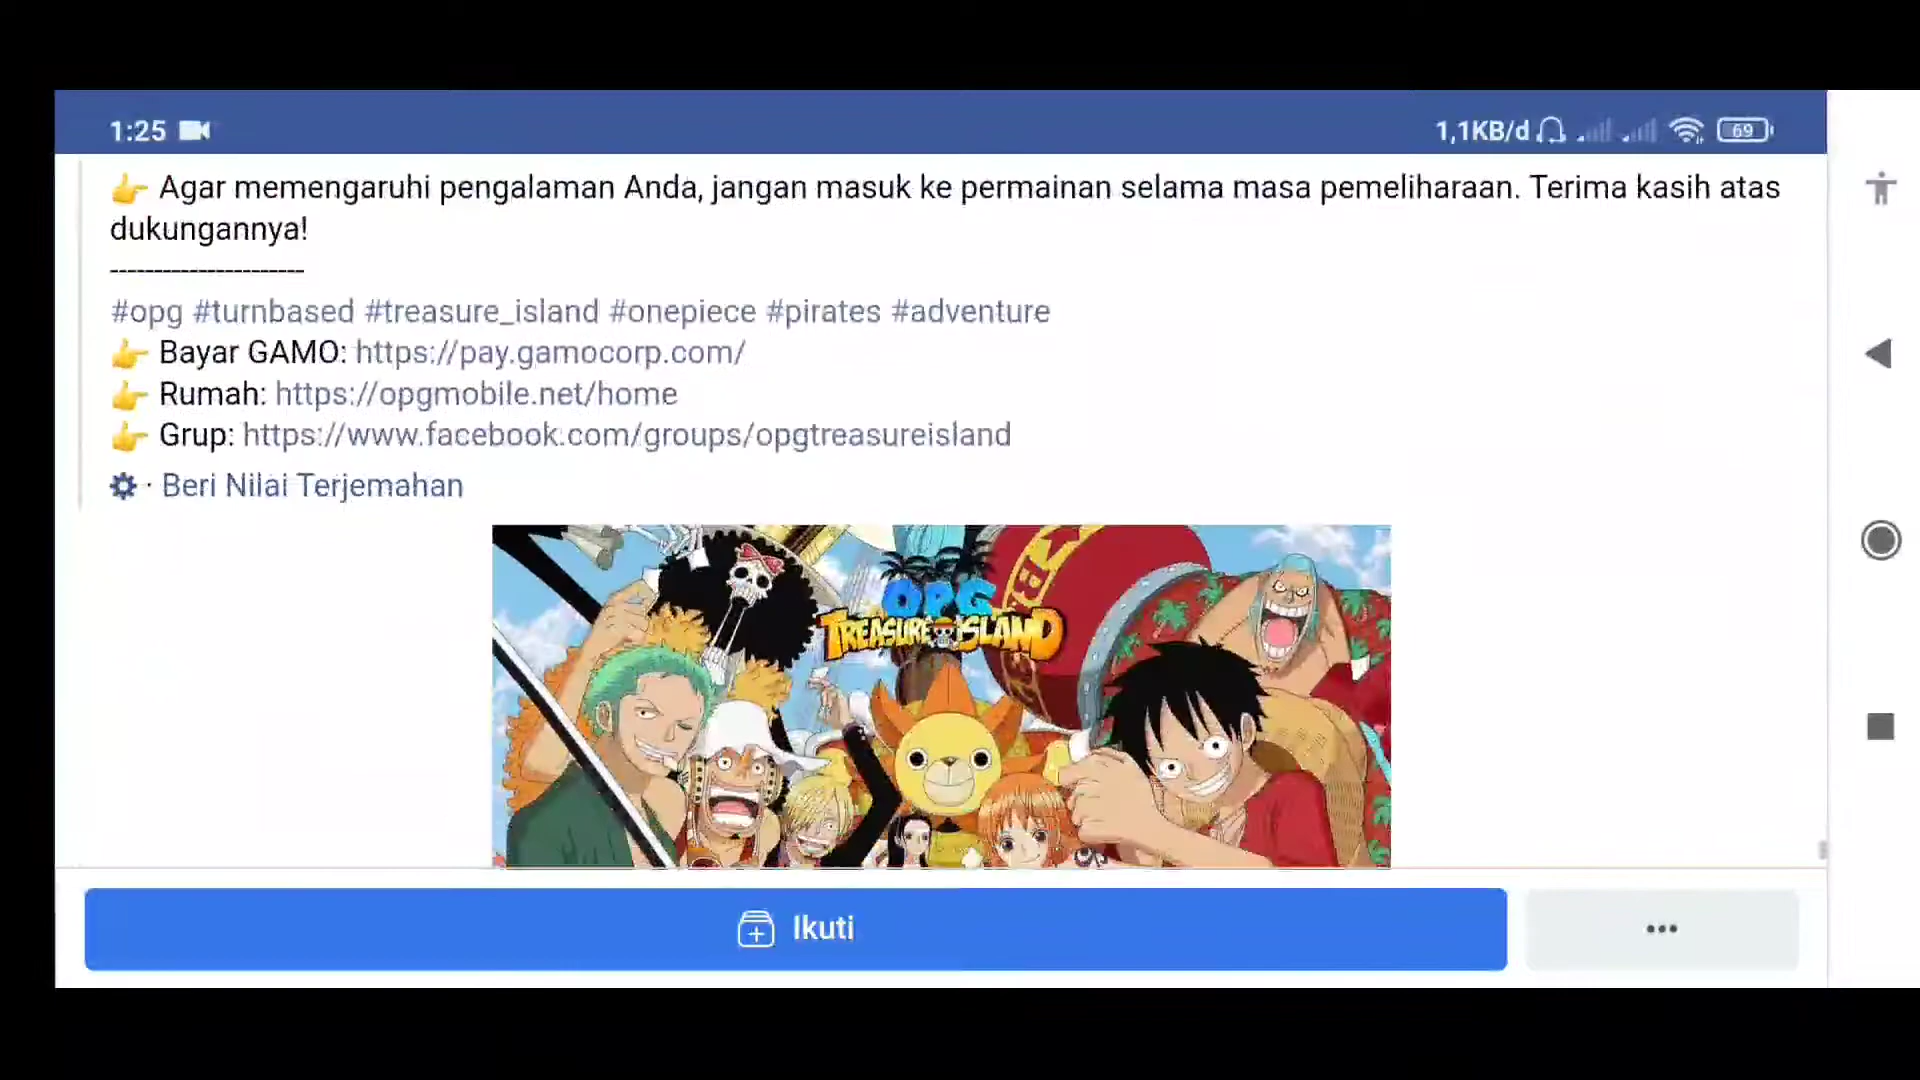 1:25
1,1KB/d
69
👉 Agar memengaruhi pengalaman Anda, jangan masuk ke permainan selama masa pemeliharaan. Terima kasih atas
dukungannya!
----------------------
#opg #turnbased #treasure_island #onepiece #pirates #adventure
👉 Bayar GAMO: https://pay.gamocorp.com/
👉 Rumah: https://opgmobile.net/home
👉 Grup: https://www.facebook.com/groups/opgtreasureisland
· Beri Nilai Terjemahan
OPG
TREASURE ISLAND
Ikuti